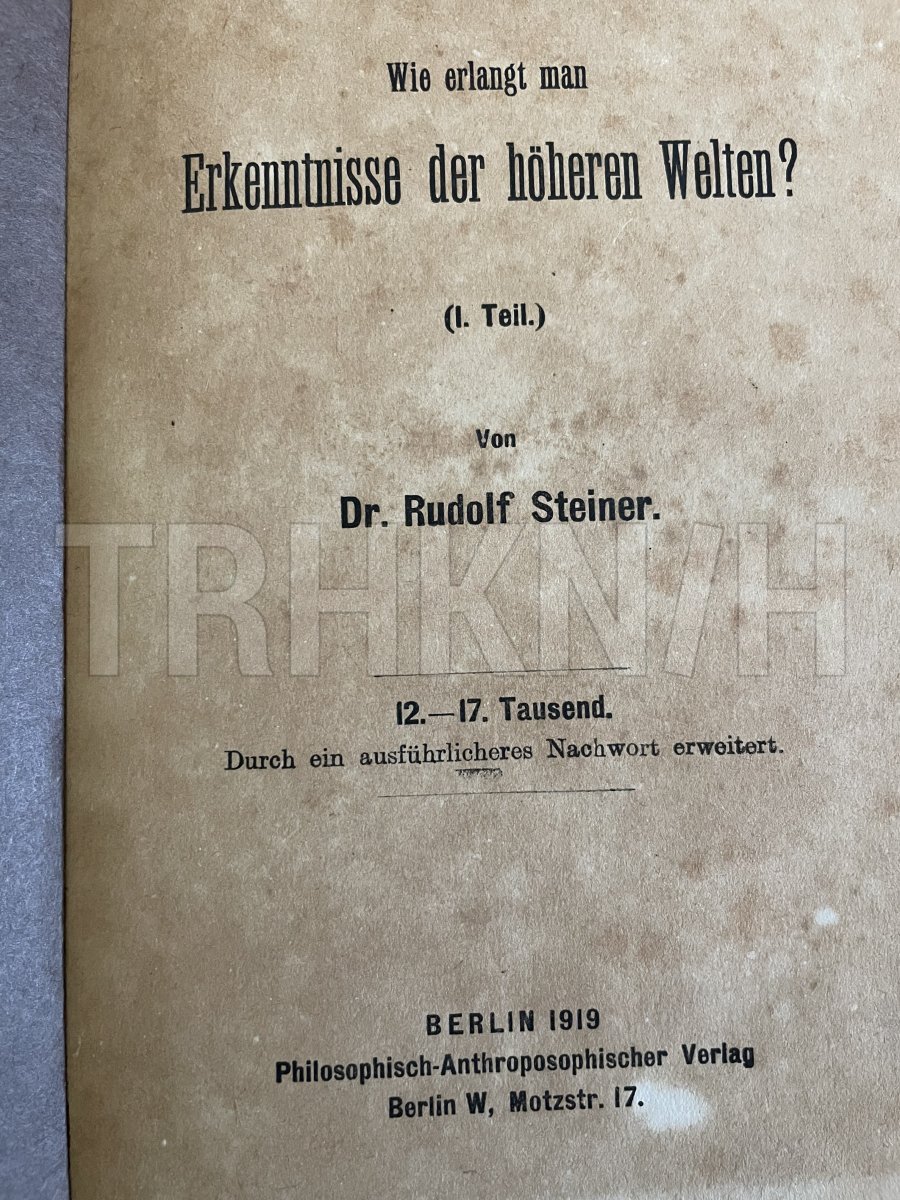 Wie erlangt man
Erkenntnisse der höheren Welten?
(I. Teil.)
Von
Dr. Rudolf Steiner.
TRHKN/H
12.—17. Tausend.
Durch ein ausführlicheres Nachwort erweitert.
BERLIN 1919
Philosophisch-Anthroposophischer Verlag
Berlin W, Motzstr. 17.